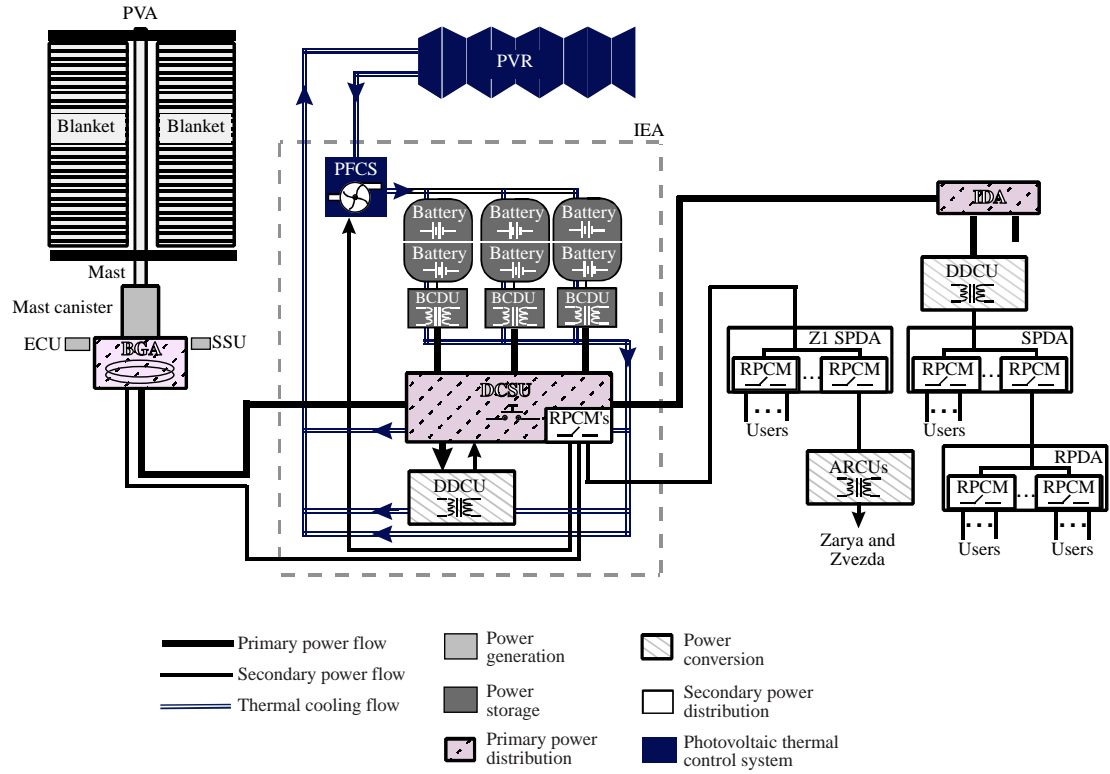 PVA
Blanket
Blanket
Mast
Mast canister
ECU
BGA
SSU
PVR
IEA
PFCS
Battery
Battery
Battery
Battery
Battery
Battery
BCDU
BCDU
BCDU
DCSU
RPCM's
DDCU
IDA
DDCU
Z1 SPDA
RPCM
...
RPCM
...
Users
SPDA
RPCM
...
RPCM
...
Users
ARCUs
Zarya and
Zvezda
RPDA
RPCM
...
RPCM
...
Users
...
Users
Primary power flow
Secondary power flow
Thermal cooling flow
Power
generation
Power
storage
Primary power
distribution
Power
conversion
Secondary power
distribution
Photovoltaic thermal
control system